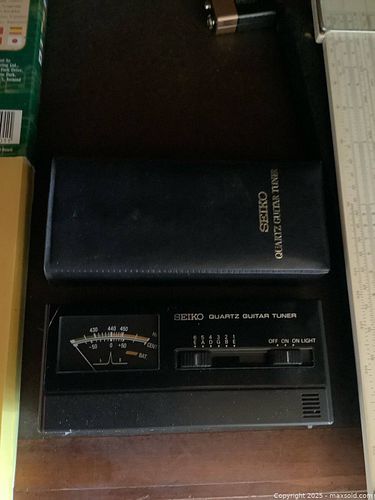 SEIKO
QUARTZ GUITAR TUNER
SEIKO QUARTZ GUITAR TUNER
430 440 450
Hz
-50 0 +50
CENT
BAT
6 5 4 3 2 1
E A D G B E
OFF ON ON LIGHT
Copyright 2025 - maxsold.com